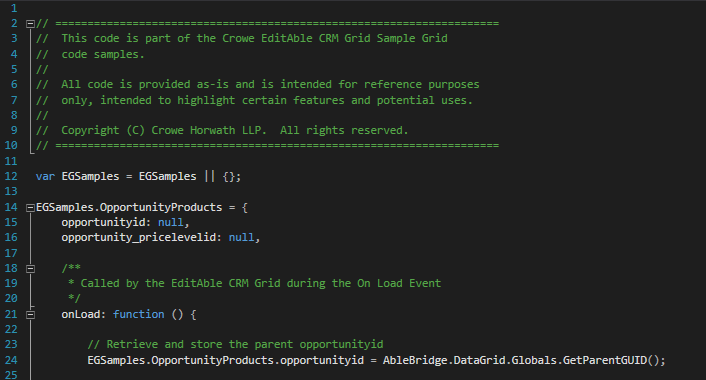 1
2 // =====================================================================
3 //  This code is part of the Crowe EditAble CRM Grid Sample Grid
4 //  code samples.
5 //
6 //  All code is provided as-is and is intended for reference purposes
7 //  only, intended to highlight certain features and potential uses.
8 //
9 //  Copyright (C) Crowe Horwath LLP.  All rights reserved.
10 // =====================================================================
11
12 var EGSamples = EGSamples || {};
13
14 EGSamples.OpportunityProducts = {
15     opportunityid: null,
16     opportunity_pricelevelid: null,
17
18     /**
19      * Called by the EditAble CRM Grid during the On Load Event
20      */
21     onLoad: function () {
22
23         // Retrieve and store the parent opportunityid
24         EGSamples.OpportunityProducts.opportunityid = AbleBridge.DataGrid.Globals.GetParentGUID();
25